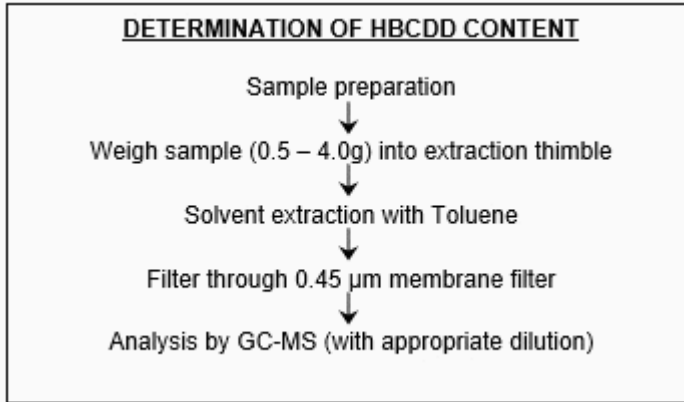 DETERMINATION OF HBCDD CONTENT
Sample preparation
Weigh sample (0.5 – 4.0g) into extraction thimble
Solvent extraction with Toluene
Filter through 0.45 µm membrane filter
Analysis by GC-MS (with appropriate dilution)